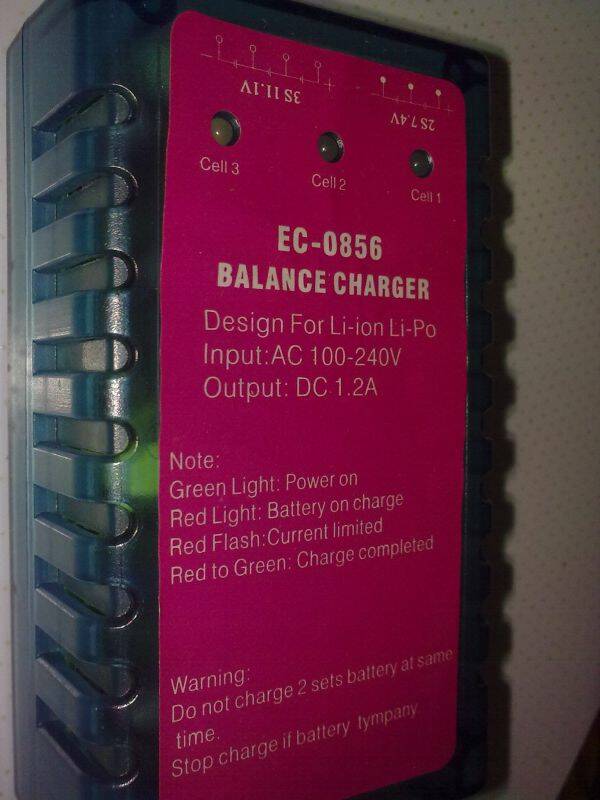 3S 11.1V
2S 7.4V
Cell 3
Cell 2
Cell 1
EC-0856
BALANCE CHARGER
Design For Li-ion Li-Po
Input:AC 100-240V
Output: DC 1.2A
Note:
Green Light: Power on
Red Light: Battery on charge
Red Flash:Current limited
Red to Green: Charge completed
Warning:
Do not charge 2 sets battery at same
time.
Stop charge if battery tympany